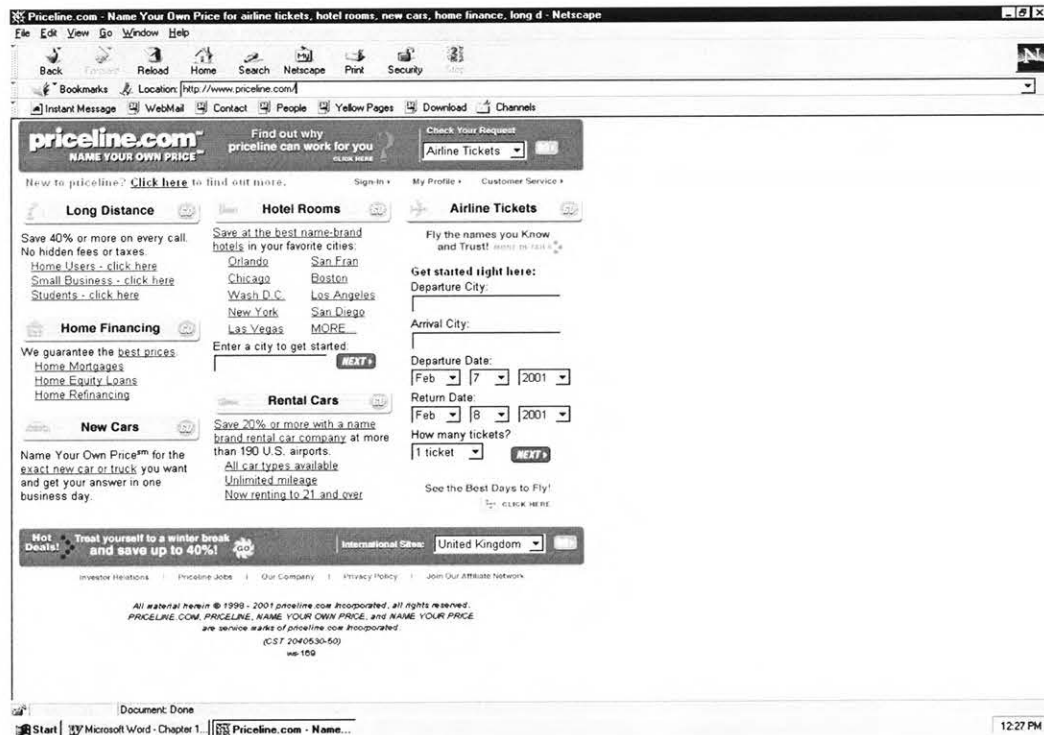 Priceline.com - Name Your Own Price for airline tickets, hotel rooms, new cars, home finance, long d - Netscape
File Edit View Go Window Help
Back Forward Reload Home Search Netscape Print Security Stop
Bookmarks Location: http://www.priceline.com/
Instant Message WebMail Contact People Yellow Pages Download Channels
priceline.com℠
NAME YOUR OWN PRICE℠
Find out why
priceline can work for you
CLICK HERE
Check Your Request
Airline Tickets
New to priceline? Click here to find out more.
Sign-In My Profile Customer Service
Long Distance GO
Save 40% or more on every call.
No hidden fees or taxes.
Home Users - click here
Small Business - click here
Students - click here
Home Financing GO
We guarantee the best prices.
Home Mortgages
Home Equity Loans
Home Refinancing
New Cars GO
Name Your Own Price℠ for the
exact new car or truck you want
and get your answer in one
business day.
Hotel Rooms GO
Save at the best name-brand
hotels in your favorite cities:
Orlando San Fran
Chicago Boston
Wash D.C. Los Angeles
New York San Diego
Las Vegas MORE...
Enter a city to get started:
NEXT
Rental Cars GO
Save 20% or more with a name
brand rental car company at more
than 190 U.S. airports.
All car types available
Unlimited mileage
Now renting to 21 and over
Airline Tickets GO
Fly the names you Know
and Trust!
Get started right here:
Departure City:
Arrival City:
Departure Date:
Feb 7 2001
Return Date:
Feb 8 2001
How many tickets?
1 ticket NEXT
See the Best Days to Fly!
CLICK HERE
Hot
Deals!
Treat yourself to a winter break
and save up to 40%! GO
International Sites: United Kingdom
Investor Relations | Priceline Jobs | Our Company | Privacy Policy | Join Our Affiliate Network
All material herein © 1998 - 2001 priceline.com Incorporated, all rights reserved.
PRICELINE.COM, PRICELINE, NAME YOUR OWN PRICE, and NAME YOUR PRICE
are service marks of priceline.com Incorporated.
(CST 2040530-50)
ws-169
Document: Done
Start Microsoft Word - Chapter 1... Priceline.com - Name... 12:27 PM